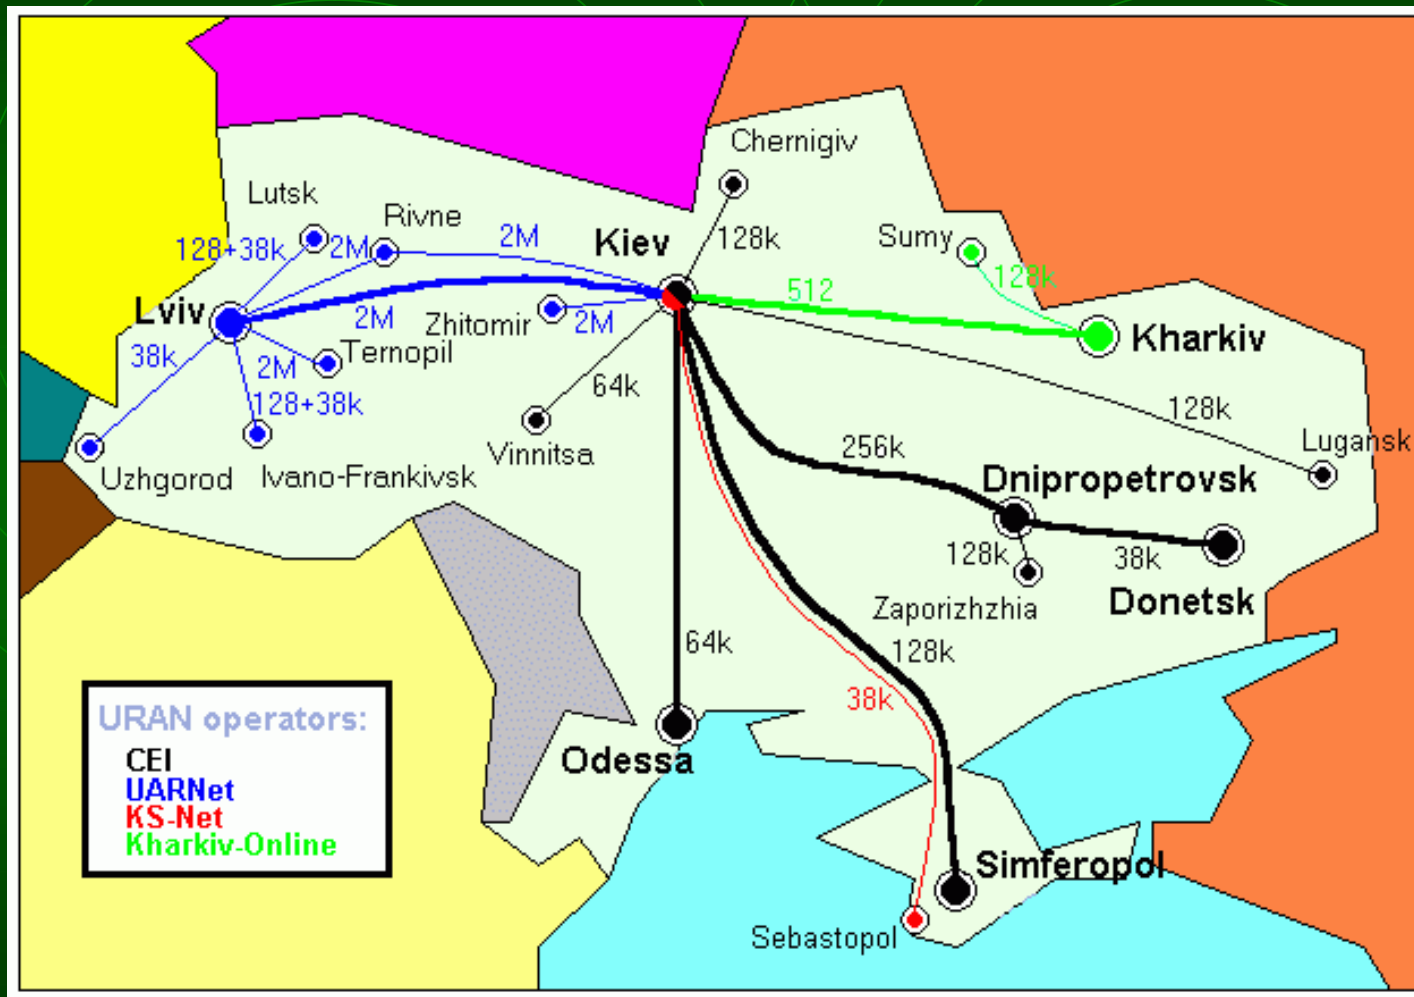 Chernigiv
Lutsk
Rivne
Sumy
128+38k
2M
2M
Kiev
128k
128k
512
Lviv
2M
Zhitomir
2M
Kharkiv
38k
2M
Ternopil
64k
128+38k
128k
Lugansk
256k
Vinnitsa
Uzhgorod
Ivano-Frankivsk
Dnipropetrovsk
128k
38k
Zaporizhzhia
Donetsk
64k
128k
38k
Odessa
URAN operators:
CEI
UARNet
KS-Net
Kharkiv-Online
Simferopol
Sebastopol